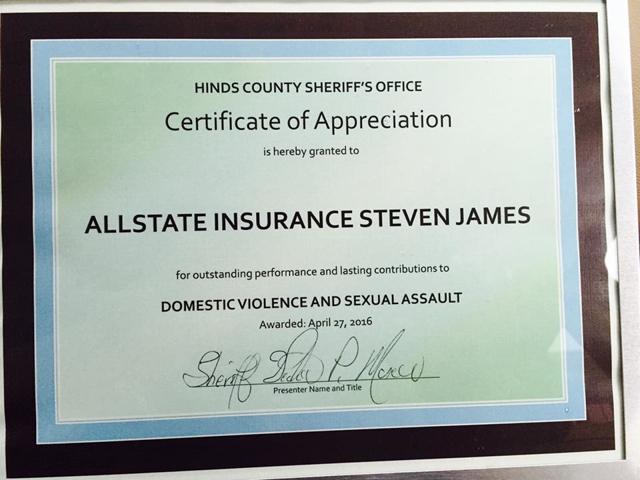 HINDS COUNTY SHERIFF'S OFFICE
Certificate of Appreciation
is hereby granted to
ALLSTATE INSURANCE STEVEN JAMES
for outstanding performance and lasting contributions to
DOMESTIC VIOLENCE AND SEXUAL ASSAULT
Awarded: April 27, 2016
Sheriff
Presenter Name and Title